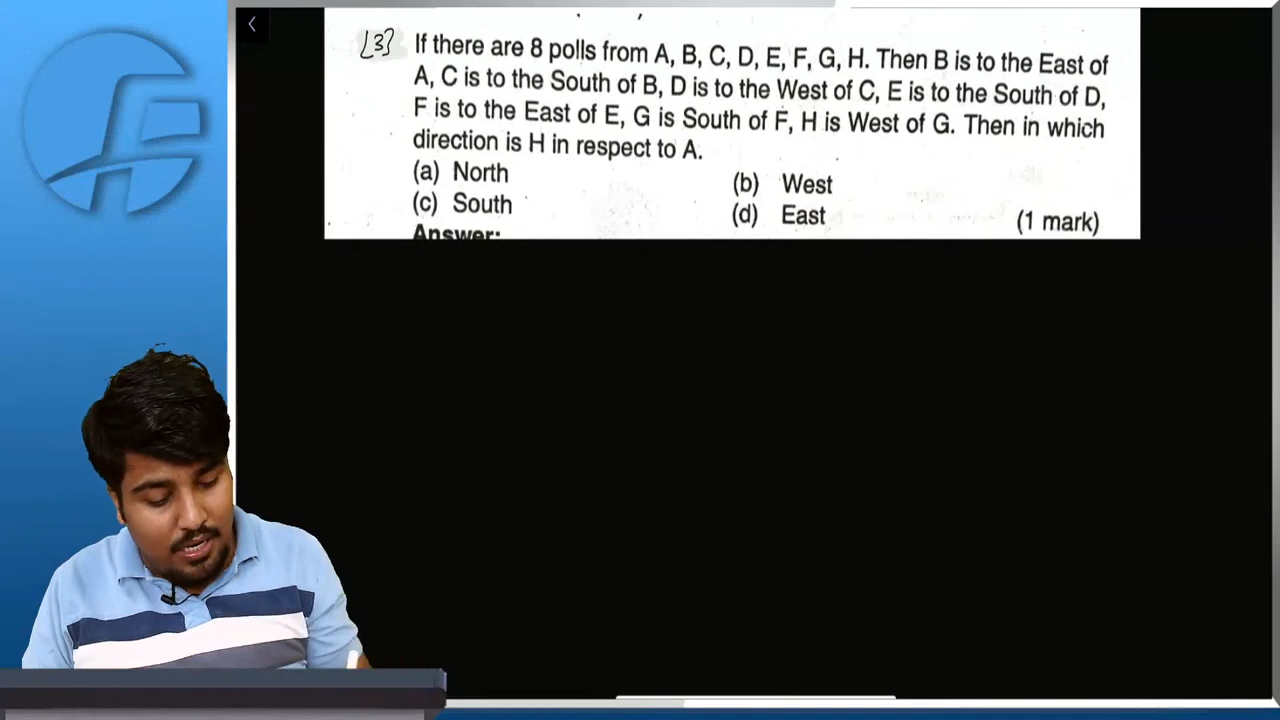 [3] If there are 8 polls from A, B, C, D, E, F, G, H. Then B is to the East of
A, C is to the South of B, D is to the West of C, E is to the South of D,
F is to the East of E, G is South of F, H is West of G. Then in which
direction is H in respect to A.
(a) North (b) West
(c) South (d) East (1 mark)
Answer: